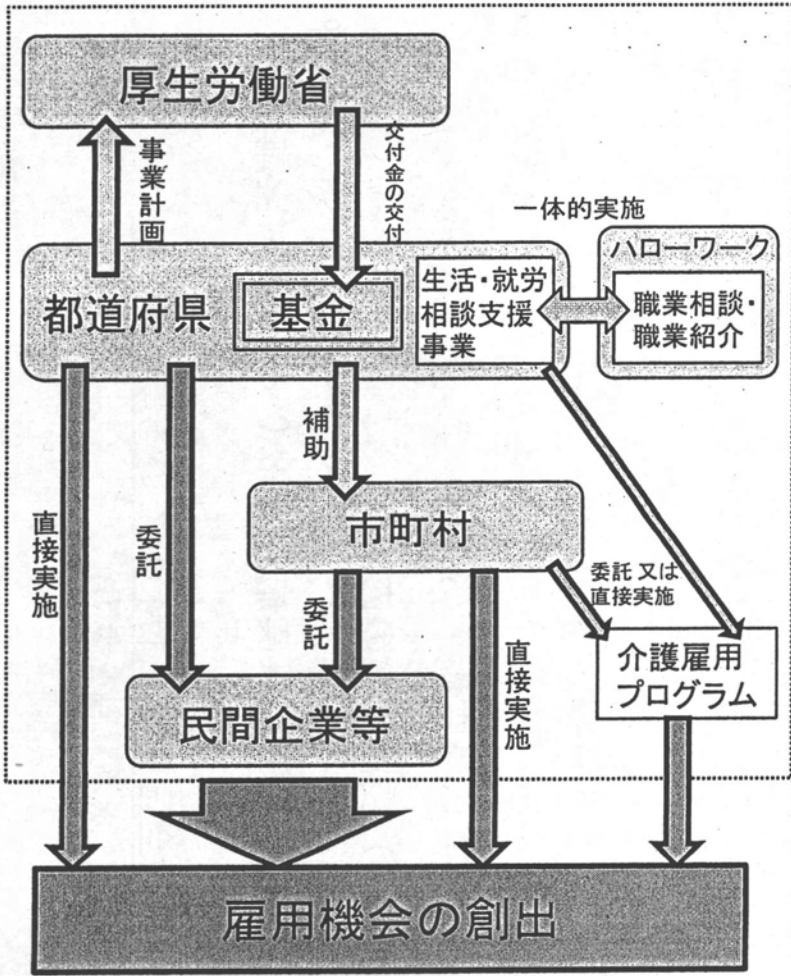 厚生労働省
事業計画
交付金の交付
一体的実施
ハローワーク
都道府県
基金
生活・就労
相談支援
事業
職業相談・
職業紹介
補助
直接実施
委託
市町村
委託
委託 又は
直接実施
直接実施
介護雇用
プログラム
民間企業等
雇用機会の創出